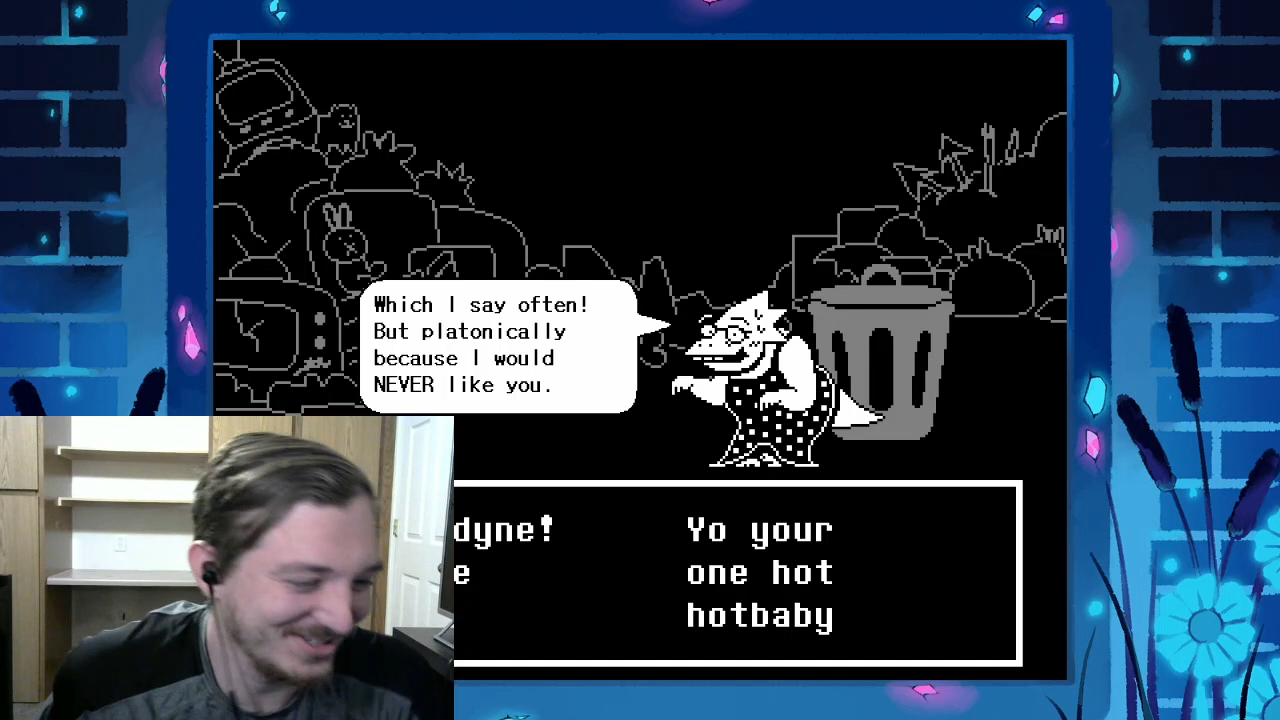 Which I say often!
But platonically
because I would
NEVER like you.
dyne!
e
Yo your
one hot
hotbaby